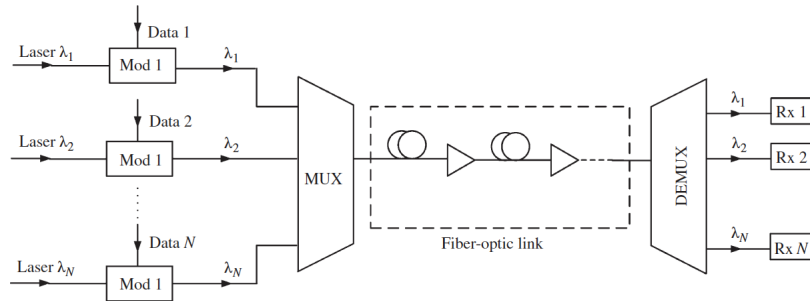 Data 1
Laser λ1
Mod 1
λ1
Data 2
Laser λ2
Mod 1
λ2
Data N
Laser λN
Mod 1
λN
MUX
Fiber-optic link
DEMUX
λ1
Rx 1
λ2
Rx 2
λN
Rx N